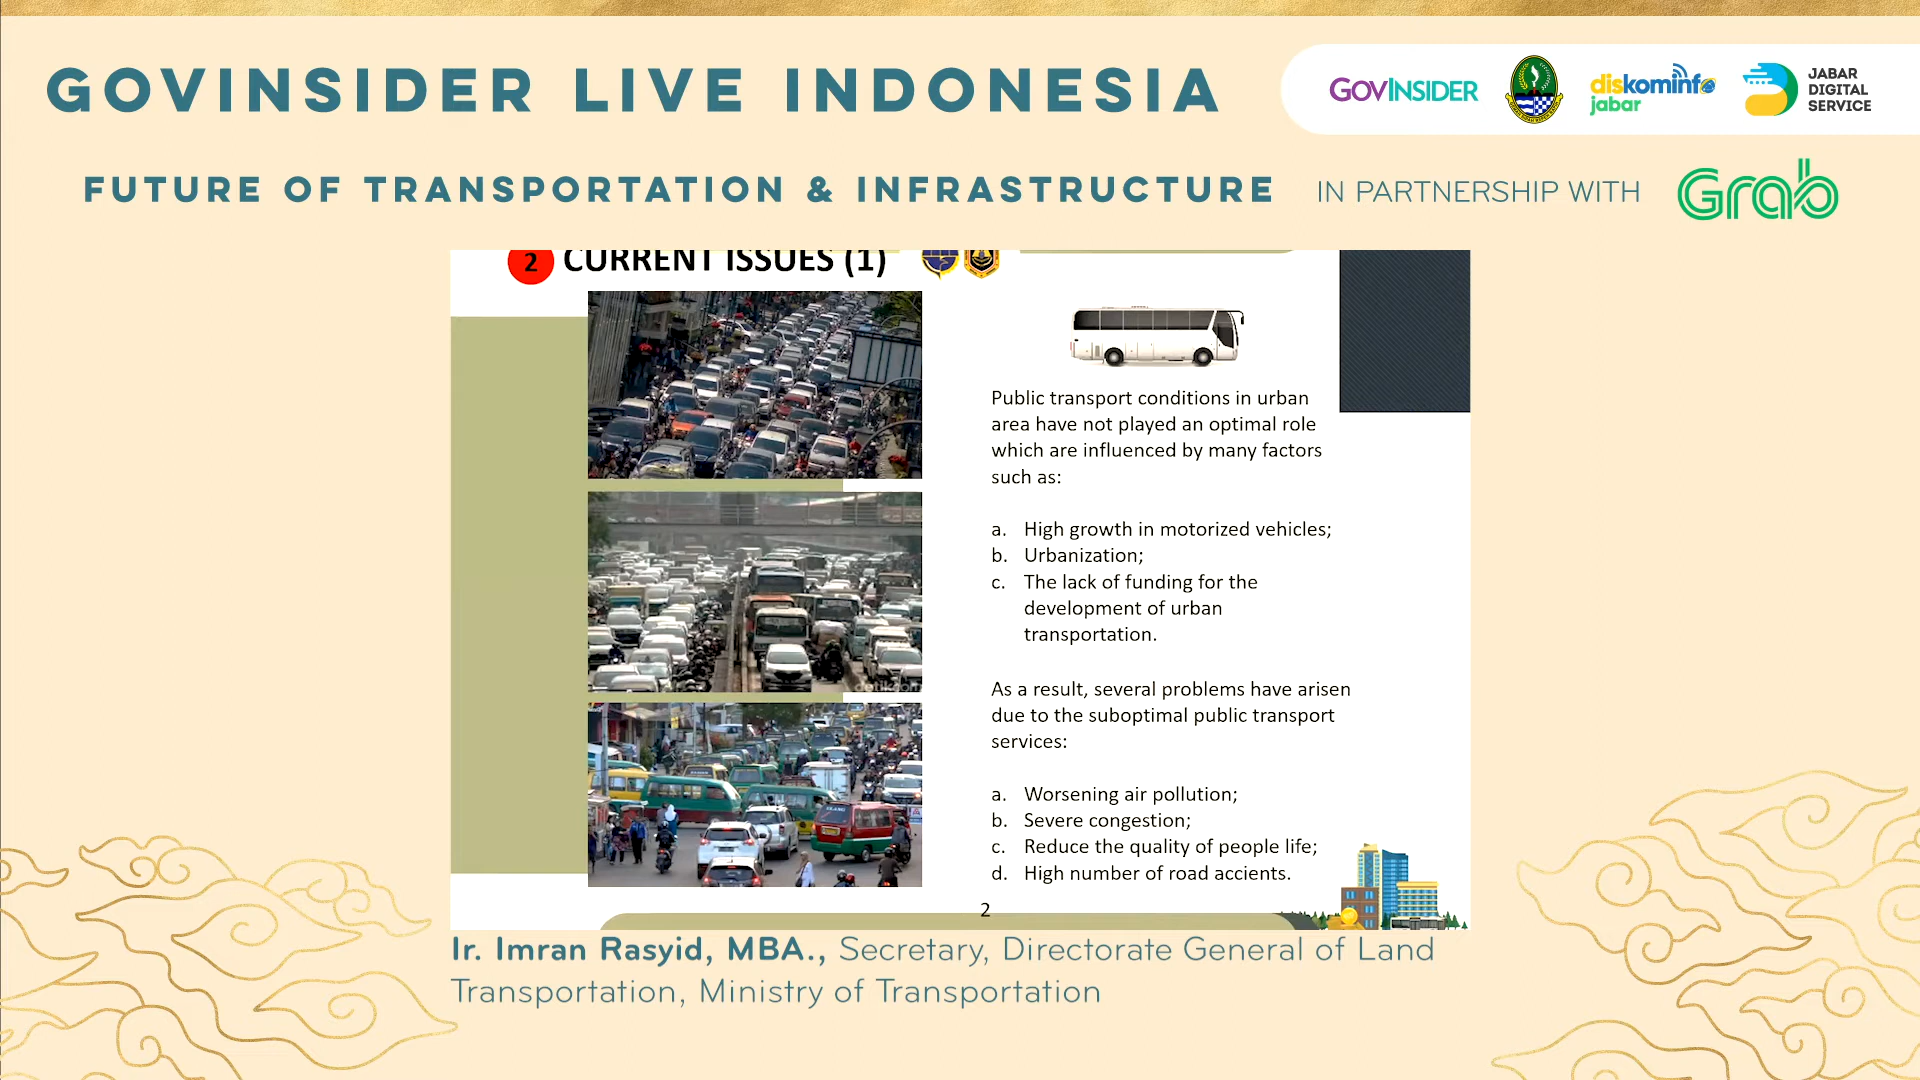 GOVINSIDER LIVE INDONESIA
GOVINSIDER
diskominfo
jabar
JABAR
DIGITAL
SERVICE
FUTURE OF TRANSPORTATION & INFRASTRUCTURE
IN PARTNERSHIP WITH
Grab
2
CURRENT ISSUES (1)
Public transport conditions in urban
area have not played an optimal role
which are influenced by many factors
such as:
a. High growth in motorized vehicles;
b. Urbanization;
c. The lack of funding for the
development of urban
transportation.
As a result, several problems have arisen
due to the suboptimal public transport
services:
a. Worsening air pollution;
b. Severe congestion;
c. Reduce the quality of people life;
d. High number of road accients.
2
Ir. Imran Rasyid, MBA., Secretary, Directorate General of Land
Transportation, Ministry of Transportation